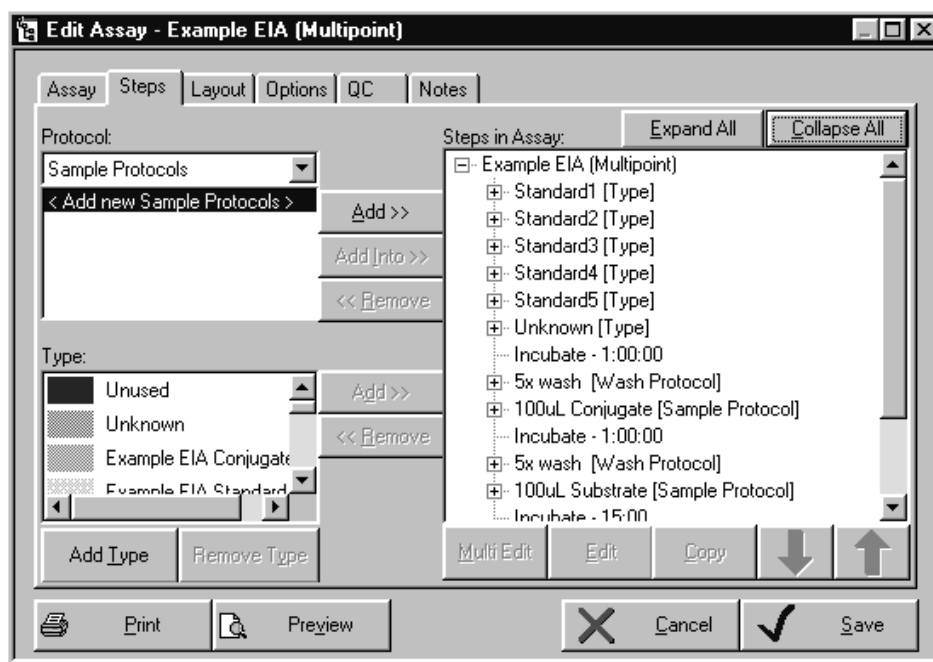 Edit Assay - Example EIA (Multipoint)
Assay
Steps
Layout
Options
QC
Notes
Protocol:
Sample Protocols
< Add new Sample Protocols >
Add >>
Add Into >>
<< Remove
Type:
Unused
Unknown
Example EIA Conjugate
Example EIA Standard
Add >>
<< Remove
Add Type
Remove Type
Steps in Assay:
Expand All
Collapse All
Example EIA (Multipoint)
Standard1 [Type]
Standard2 [Type]
Standard3 [Type]
Standard4 [Type]
Standard5 [Type]
Unknown [Type]
Incubate - 1:00:00
5x wash [Wash Protocol]
100uL Conjugate [Sample Protocol]
Incubate - 1:00:00
5x wash [Wash Protocol]
100uL Substrate [Sample Protocol]
Incubate - 15:00
Multi Edit
Edit
Copy
Print
Preview
Cancel
Save